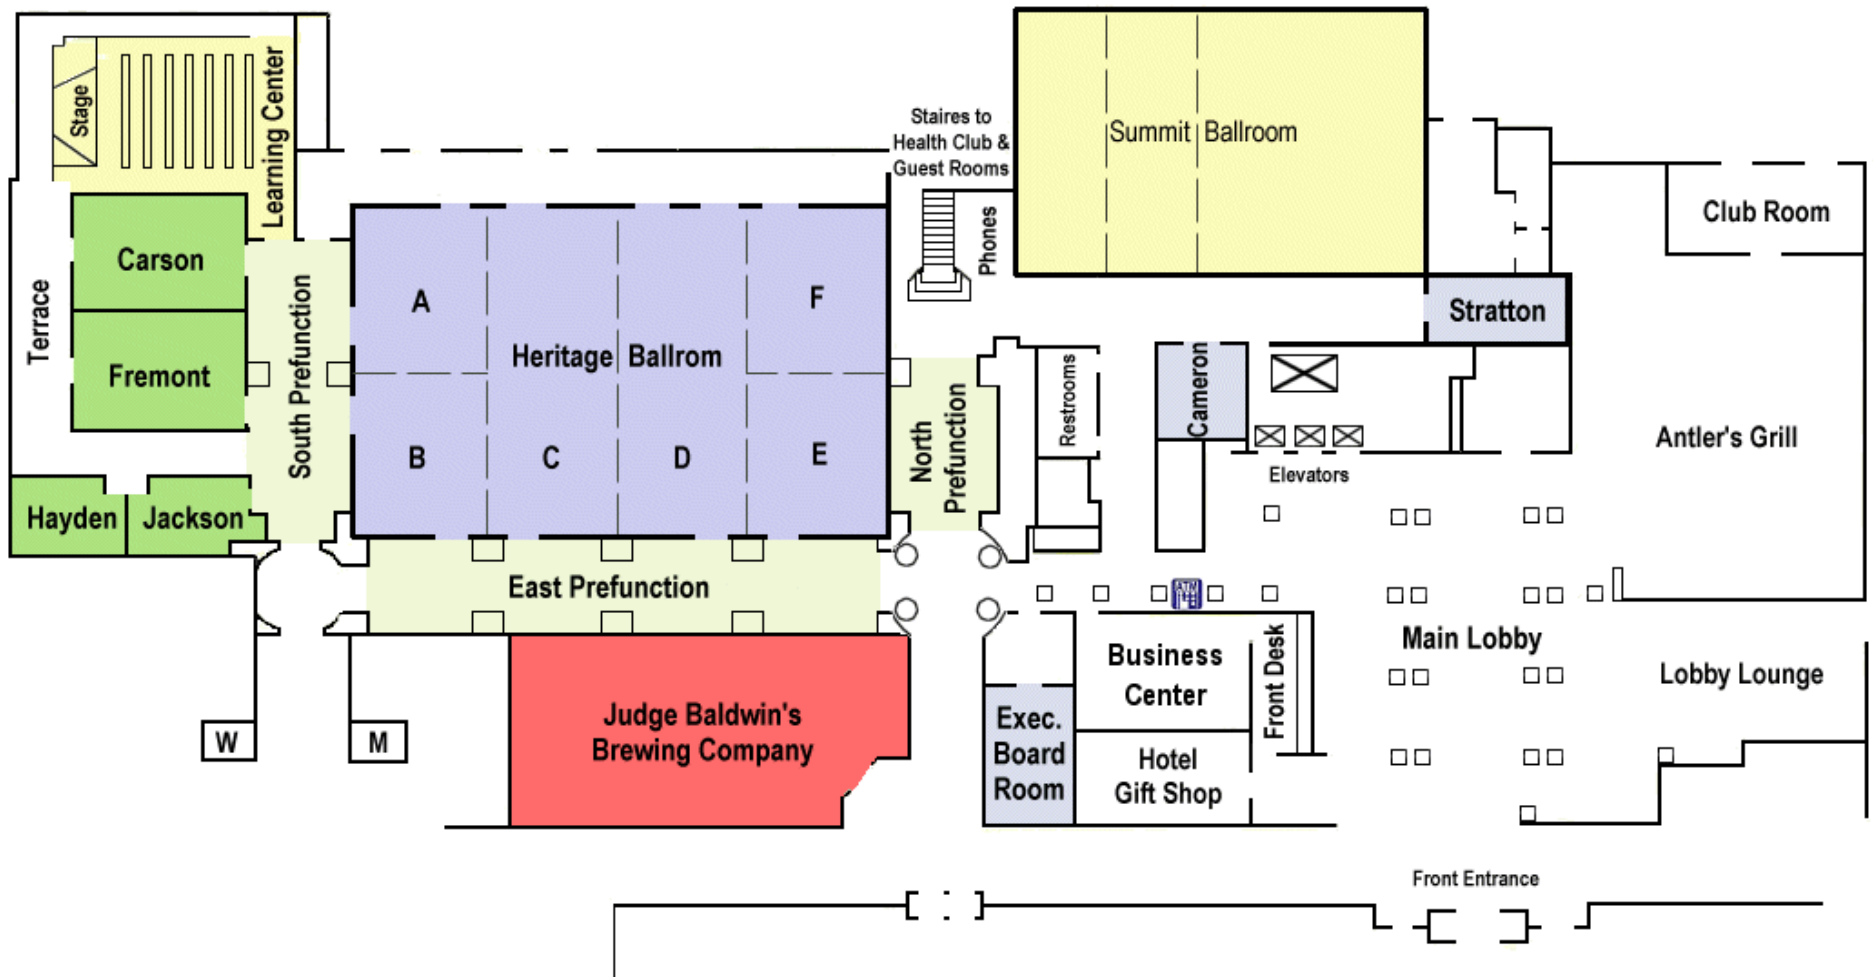 Stage
Learning Center
Staires to
Health Club &
Guest Rooms
Summit Ballroom
Club Room
Carson
Terrace
Fremont
South Prefunction
A
F
Heritage Ballrom
B
C
D
E
Phones
Stratton
North
Prefunction
Restrooms
Cameron
Elevators
Antler's Grill
Hayden
Jackson
East Prefunction
ATM
Business
Center
Front Desk
Main Lobby
Lobby Lounge
W
M
Judge Baldwin's
Brewing Company
Exec.
Board
Room
Hotel
Gift Shop
Front Entrance